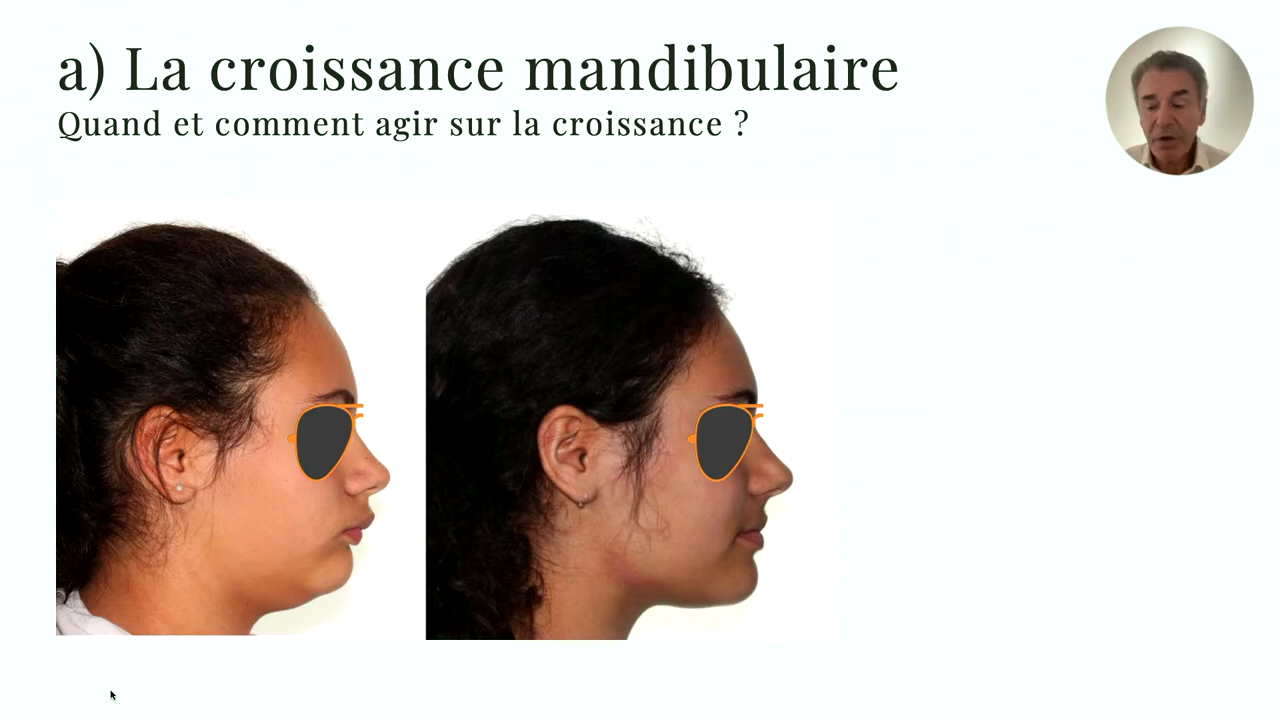 a) La croissance mandibulaire
Quand et comment agir sur la croissance ?